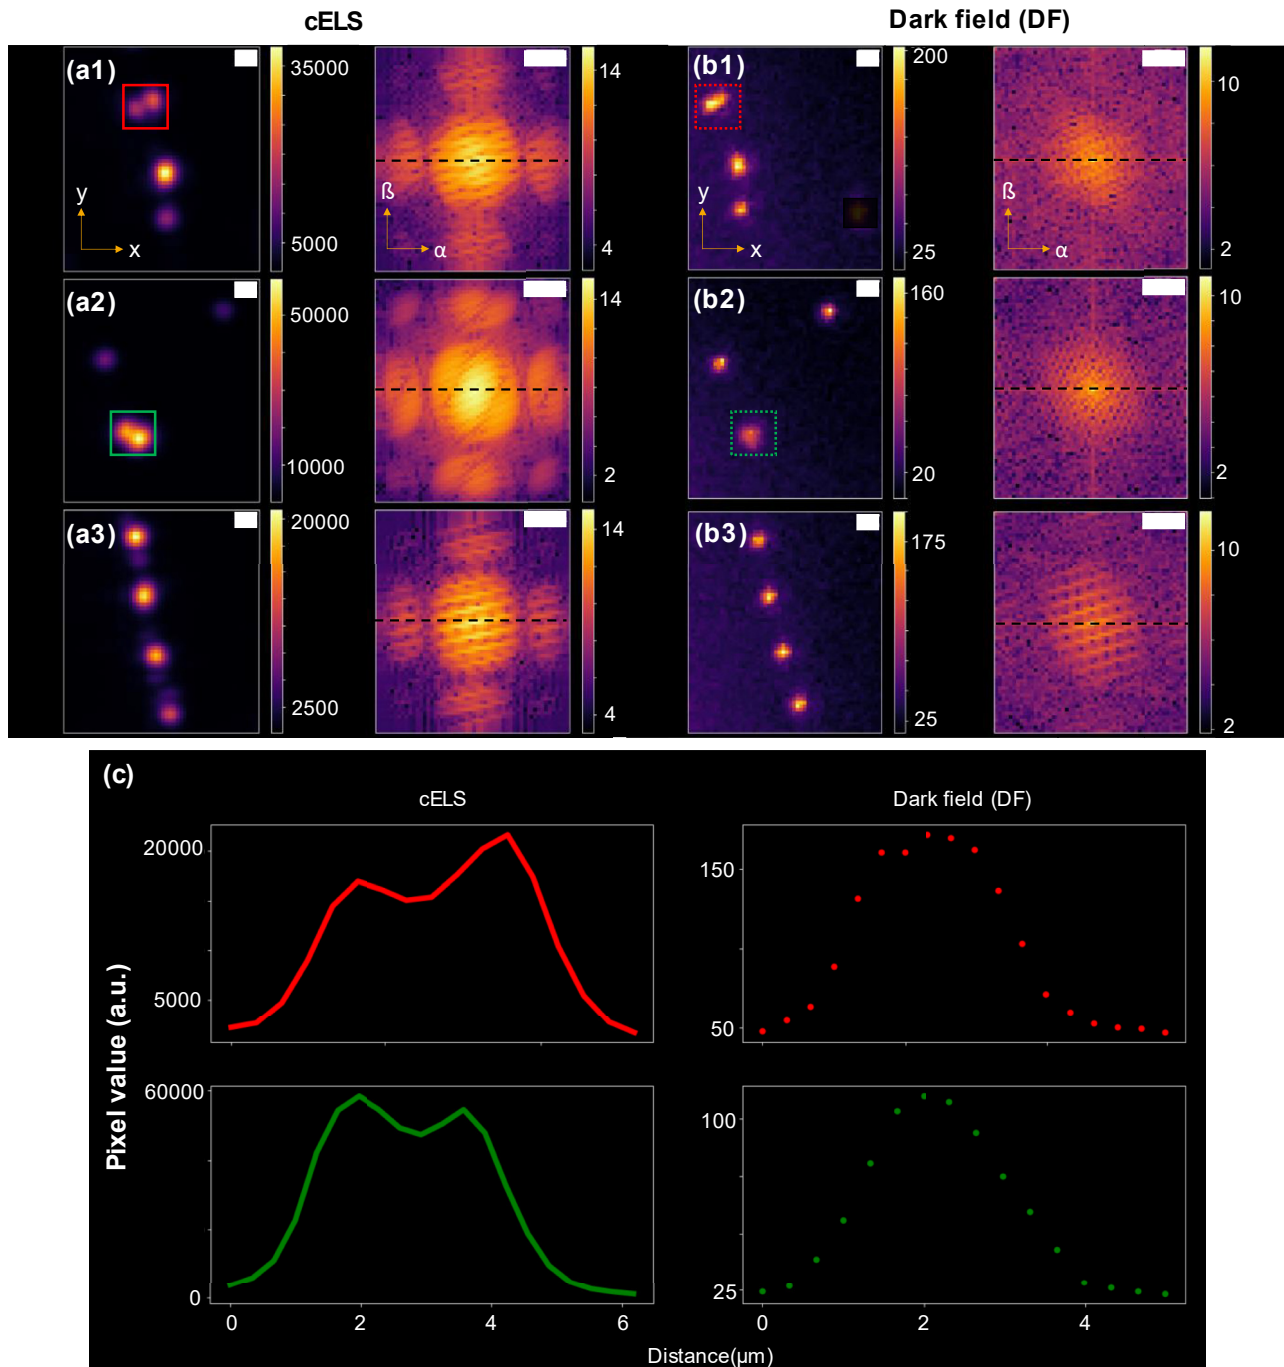 cELS
Dark field (DF)
(a1)
y
x
35000
5000
ß
α
14
4
(b1)
y
x
200
25
ß
α
10
2
(a2)
50000
10000
14
2
(b2)
160
20
10
2
(a3)
20000
2500
14
4
(b3)
175
25
10
2
(c)
cELS
Dark field (DF)
Pixel value (a.u.)
20000
5000
150
50
60000
0
100
25
0
2
4
6
0
2
4
Distance(μm)